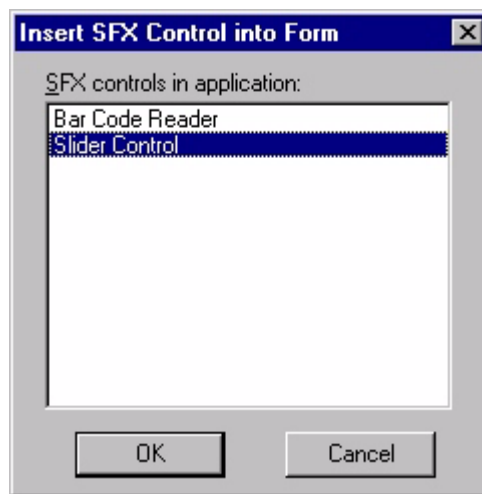 Insert SFX Control into Form
SFX controls in application:
Bar Code Reader
Slider Control
OK
Cancel